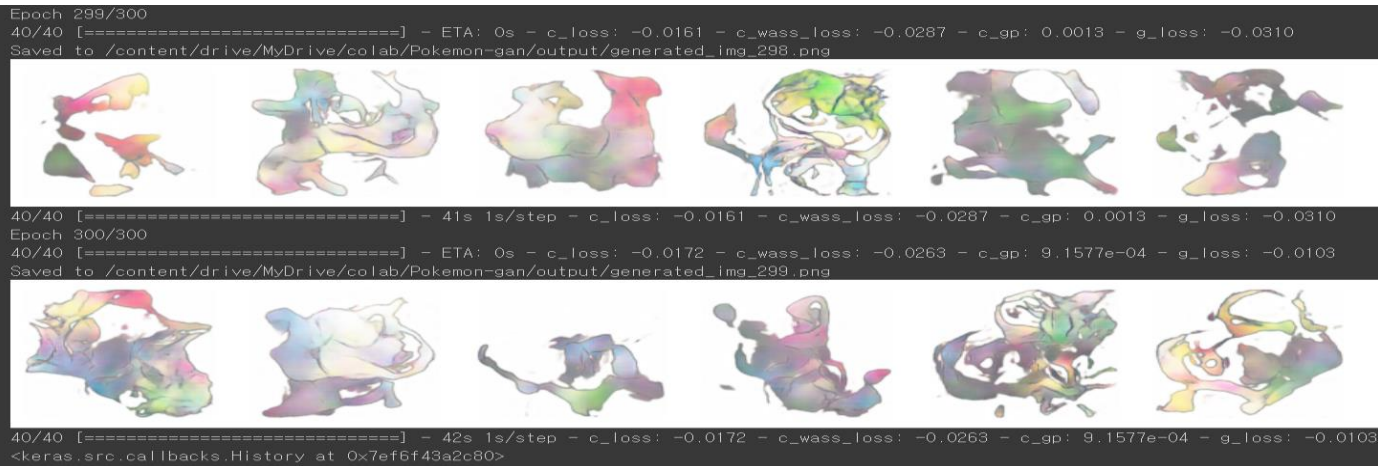 Epoch 299/300
40/40 [==============================] - ETA: 0s - c_loss: -0.0161 - c_wass_loss: -0.0287 - c_gp: 0.0013 - g_loss: -0.0310
Saved to /content/drive/MyDrive/colab/Pokemon-gan/output/generated_img_298.png
40/40 [==============================] - 41s 1s/step - c_loss: -0.0161 - c_wass_loss: -0.0287 - c_gp: 0.0013 - g_loss: -0.0310
Epoch 300/300
40/40 [==============================] - ETA: 0s - c_loss: -0.0172 - c_wass_loss: -0.0263 - c_gp: 9.1577e-04 - g_loss: -0.0103
Saved to /content/drive/MyDrive/colab/Pokemon-gan/output/generated_img_299.png
40/40 [==============================] - 42s 1s/step - c_loss: -0.0172 - c_wass_loss: -0.0263 - c_gp: 9.1577e-04 - g_loss: -0.0103
<keras.src.callbacks.History at 0x7ef6f43a2c80>